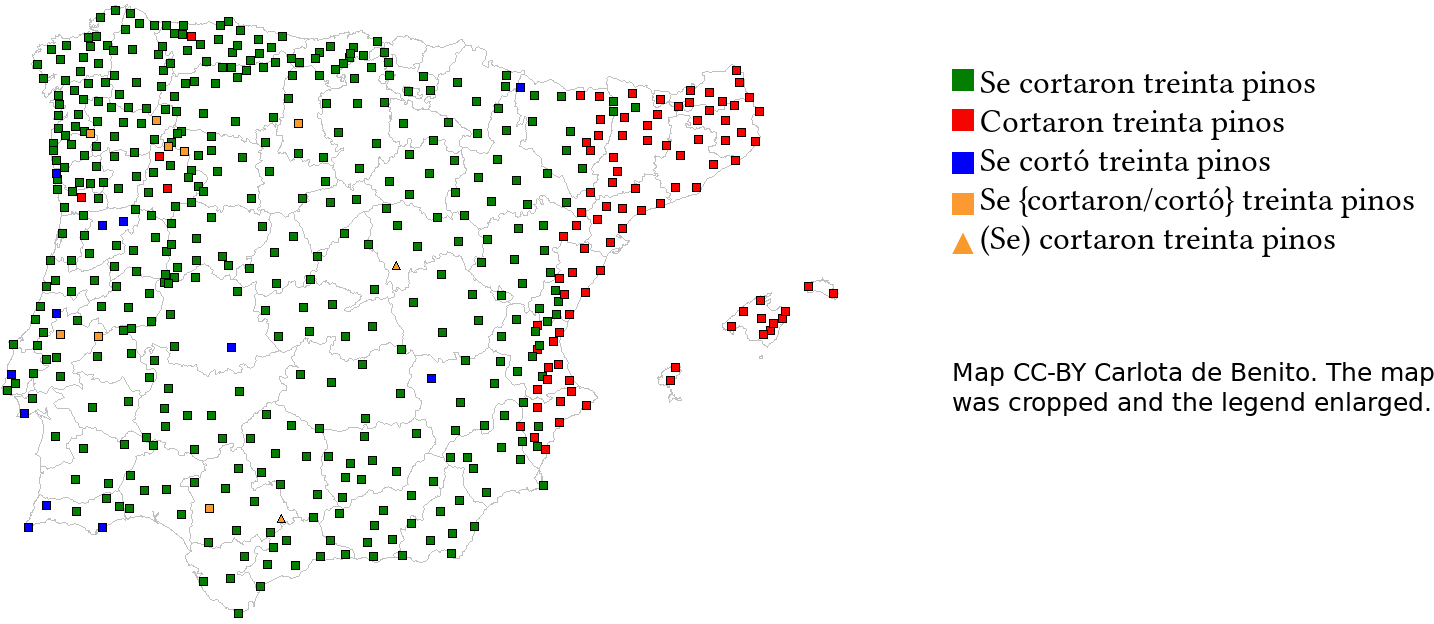 Se cortaron treinta pinos
Cortaron treinta pinos
Se cortó treinta pinos
Se {cortaron/cortó} treinta pinos
(Se) cortaron treinta pinos
Map CC-BY Carlota de Benito. The map
was cropped and the legend enlarged.